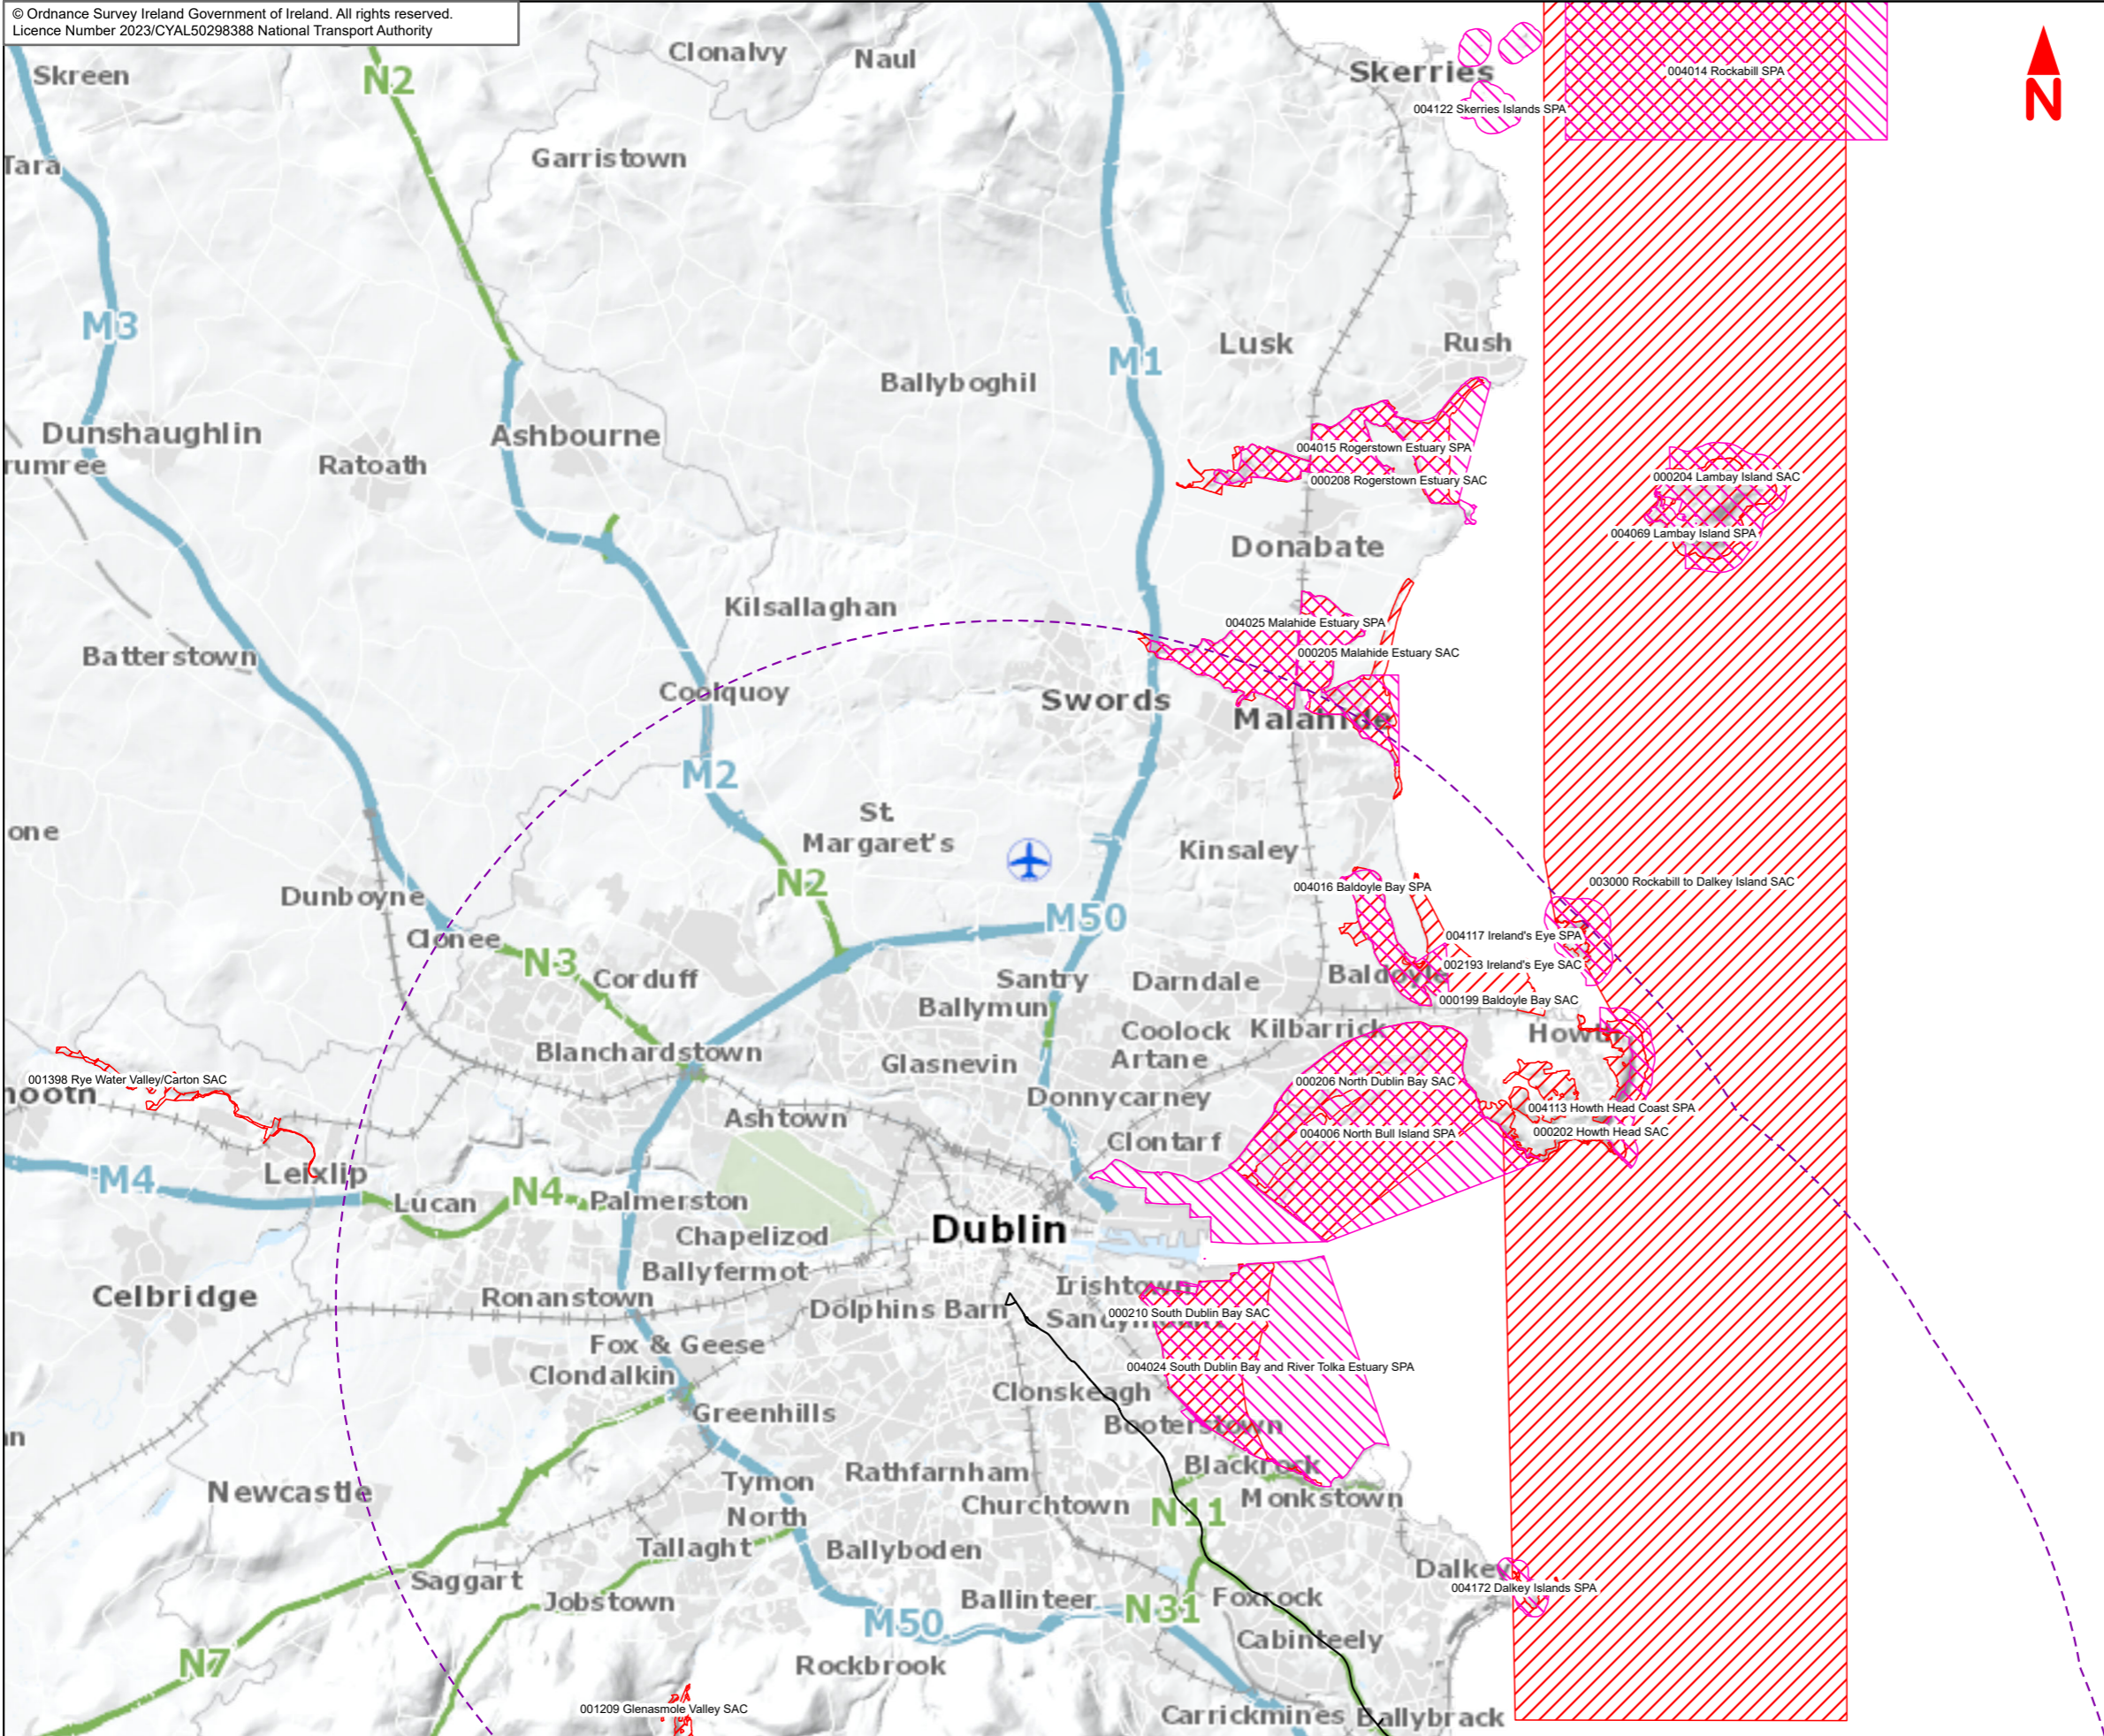 © Ordnance Survey Ireland Government of Ireland. All rights reserved.
Licence Number 2023/CYAL50298388 National Transport Authority
N
Skreen
N2
Clonalvy
Naul
Skerries
004014 Rockabill SPA
004122 Skerries Islands SPA
Tara
Garristown
M3
M1
Lusk
Rush
Ballyboghil
Dunshaughlin
rumree
Ratoath
Ashbourne
004015 Rogerstown Estuary SPA
000208 Rogerstown Estuary SAC
000204 Lambay Island SAC
004069 Lambay Island SPA
Donabate
Kilsallaghan
004025 Malahide Estuary SPA
000205 Malahide Estuary SAC
Batterstown
Coolquoy
Swords
Malahide
M2
St.
Margaret's
one
Kinsaley
Dunboyne
N2
004016 Baldoyle Bay SPA
003000 Rockabill to Dalkey Island SAC
M50
Clonee
N3
Corduff
004117 Ireland's Eye SPA
002193 Ireland's Eye SAC
Santry
Darndale
Baldoyle
000199 Baldoyle Bay SAC
Ballymun
Coolock
Kilbarrick
Howth
Blanchardstown
Glasnevin
Artane
001398 Rye Water Valley/Carton SAC
000206 North Dublin Bay SAC
Donnycarney
004113 Howth Head Coast SPA
Ashtown
004006 North Bull Island SPA
000202 Howth Head SAC
Clontarf
M4
Leixlip
Lucan
N4
Palmerston
Dublin
Chapelizod
Ballyfermot
Irishtown
Celbridge
Ronanstown
Dolphins Barn
000210 South Dublin Bay SAC
Fox & Geese
Clondalkin
004024 South Dublin Bay and River Tolka Estuary SPA
Clonskeagh
Greenhills
Booterstown
Blackrock
Newcastle
Tymon
North
Rathfarnham
Churchtown
N11
Monkstown
Tallaght
Ballyboden
Saggart
Dalkey
004172 Dalkey Islands SPA
Jobstown
Ballinteer
N31
Foxrock
M50
Cabinteely
N7
Rockbrook
001209 Glenasmole Valley SAC
Carrickmines
Ballybrack